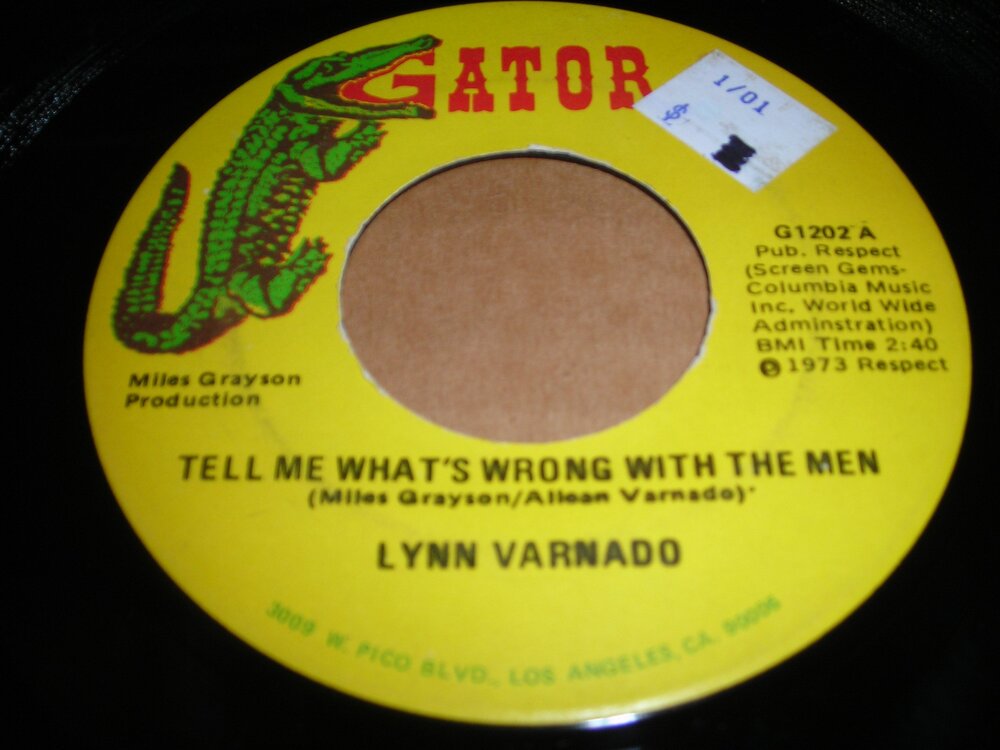 GATOR
1/01
$
G1202 A
Pub. Respect
(Screen Gems-
Columbia Music
Inc. World Wide
Adminstration)
BMI Time 2:40
℗ 1973 Respect
Miles Grayson
Production
TELL ME WHAT'S WRONG WITH THE MEN
(Miles Grayson/Allean Varnado)
LYNN VARNADO
3009 W. PICO BLVD., LOS ANGELES, CA. 90006